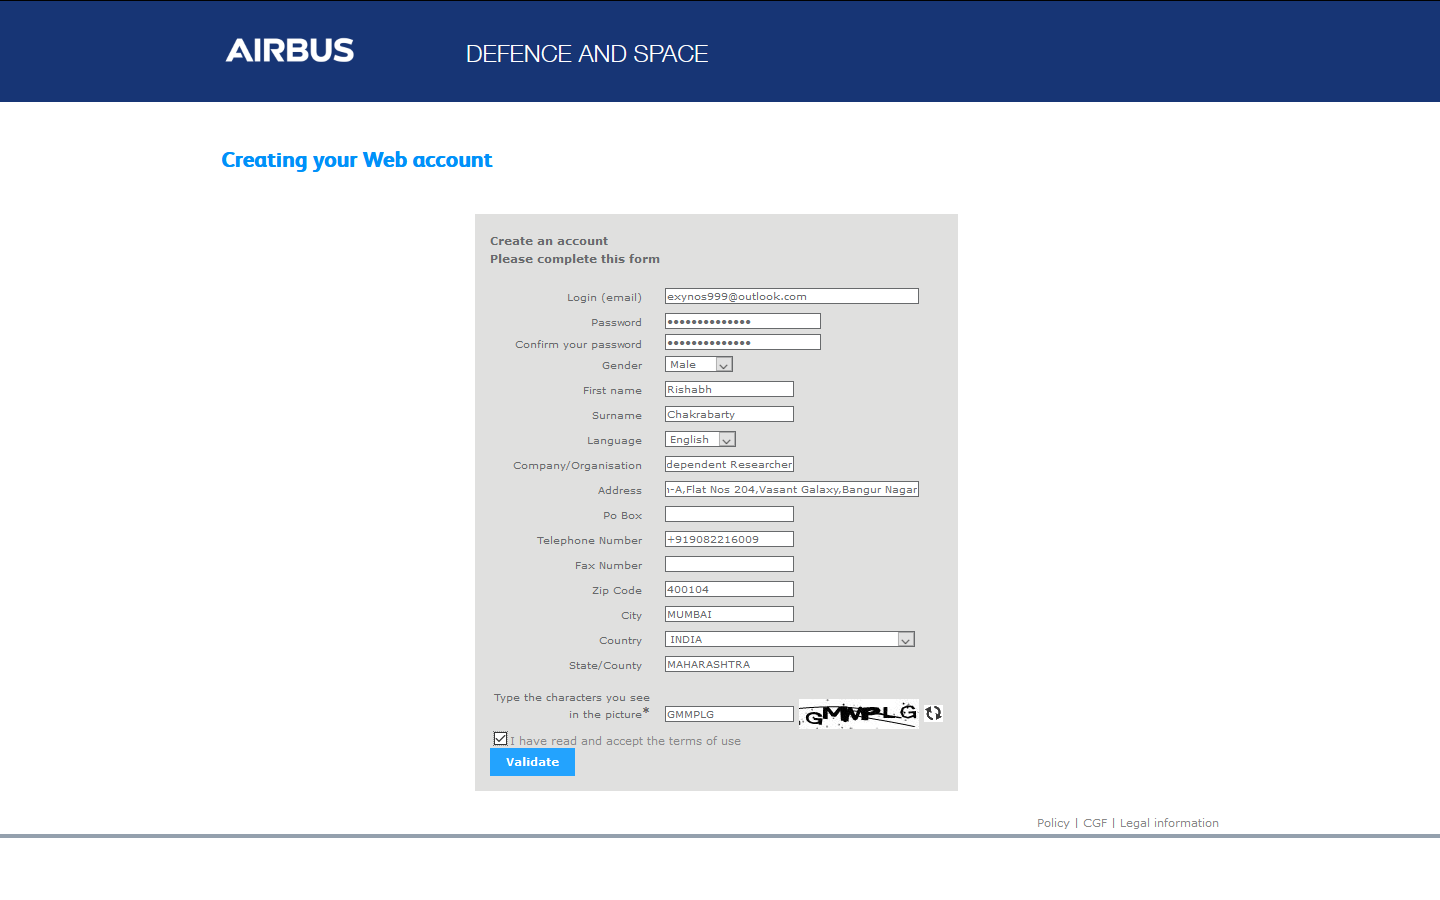 AIRBUS DEFENCE AND SPACE
Creating your Web account
Create an account
Please complete this form
Login (email) exynos999@outlook.com
Password ••••••••••••••
Confirm your password ••••••••••••••
Gender Male
First name Rishabh
Surname Chakrabarty
Language English
Company/Organisation dependent Researcher
Address -A,Flat Nos 204,Vasant Galaxy,Bangur Nagar
Po Box
Telephone Number +919082216009
Fax Number
Zip Code 400104
City MUMBAI
Country INDIA
State/County MAHARASHTRA
Type the characters you see
in the picture* GMMPLG GMMPLG
I have read and accept the terms of use
Validate
Policy | CGF | Legal information